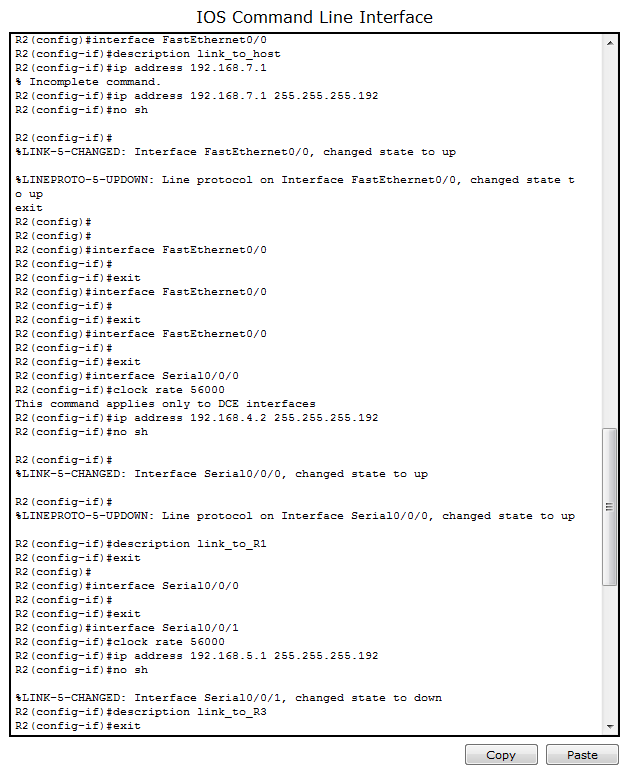 IOS Command Line Interface
R2(config)#interface FastEthernet0/0
R2(config-if)#description link_to_host
R2(config-if)#ip address 192.168.7.1
% Incomplete command.
R2(config-if)#ip address 192.168.7.1 255.255.255.192
R2(config-if)#no sh
R2(config-if)#
%LINK-5-CHANGED: Interface FastEthernet0/0, changed state to up
%LINEPROTO-5-UPDOWN: Line protocol on Interface FastEthernet0/0, changed state t
o up
exit
R2(config)#
R2(config)#
R2(config)#interface FastEthernet0/0
R2(config-if)#
R2(config-if)#exit
R2(config)#interface FastEthernet0/0
R2(config-if)#
R2(config-if)#exit
R2(config)#interface FastEthernet0/0
R2(config-if)#
R2(config-if)#exit
R2(config)#interface Serial0/0/0
R2(config-if)#clock rate 56000
This command applies only to DCE interfaces
R2(config-if)#ip address 192.168.4.2 255.255.255.192
R2(config-if)#no sh
R2(config-if)#
%LINK-5-CHANGED: Interface Serial0/0/0, changed state to up
R2(config-if)#
%LINEPROTO-5-UPDOWN: Line protocol on Interface Serial0/0/0, changed state to up
R2(config-if)#description link_to_R1
R2(config-if)#exit
R2(config)#
R2(config)#interface Serial0/0/0
R2(config-if)#
R2(config-if)#exit
R2(config)#interface Serial0/0/1
R2(config-if)#clock rate 56000
R2(config-if)#ip address 192.168.5.1 255.255.255.192
R2(config-if)#no sh
%LINK-5-CHANGED: Interface Serial0/0/1, changed state to down
R2(config-if)#description link_to_R3
R2(config-if)#exit
Copy Paste